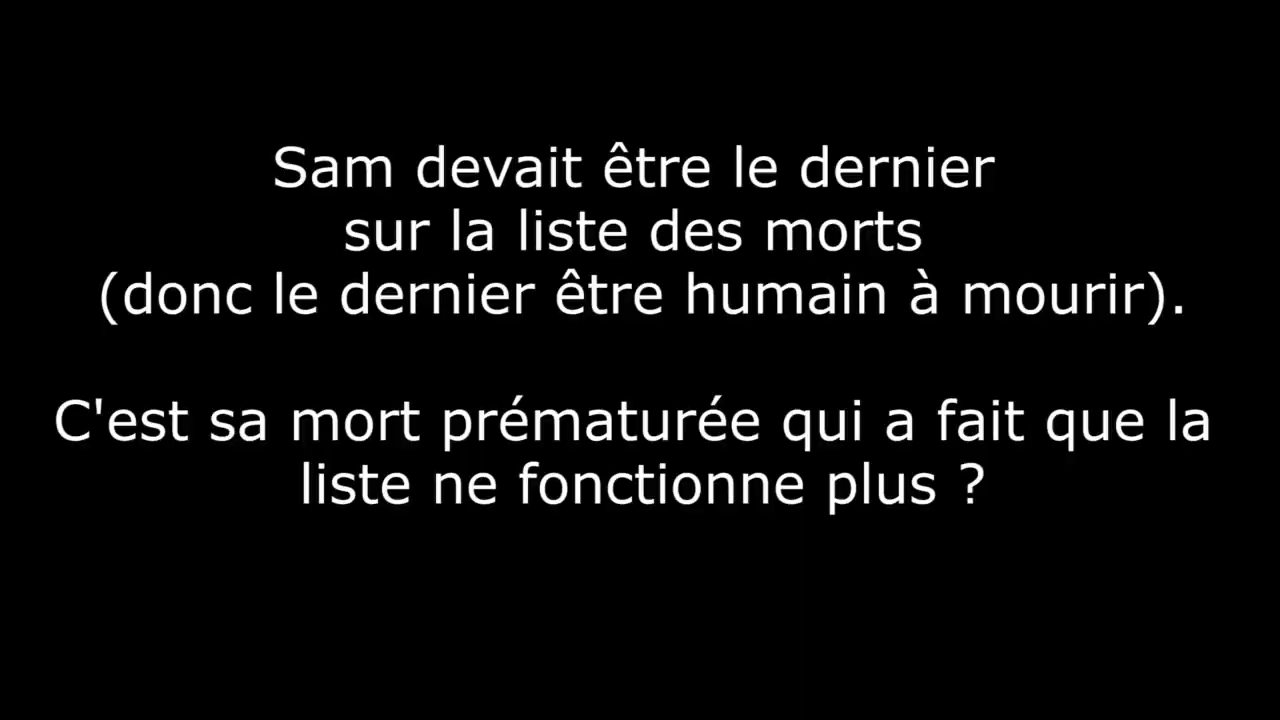 Sam devait être le dernier
sur la liste des morts
(donc le dernier être humain à mourir).
C'est sa mort prématurée qui a fait que la
liste ne fonctionne plus ?